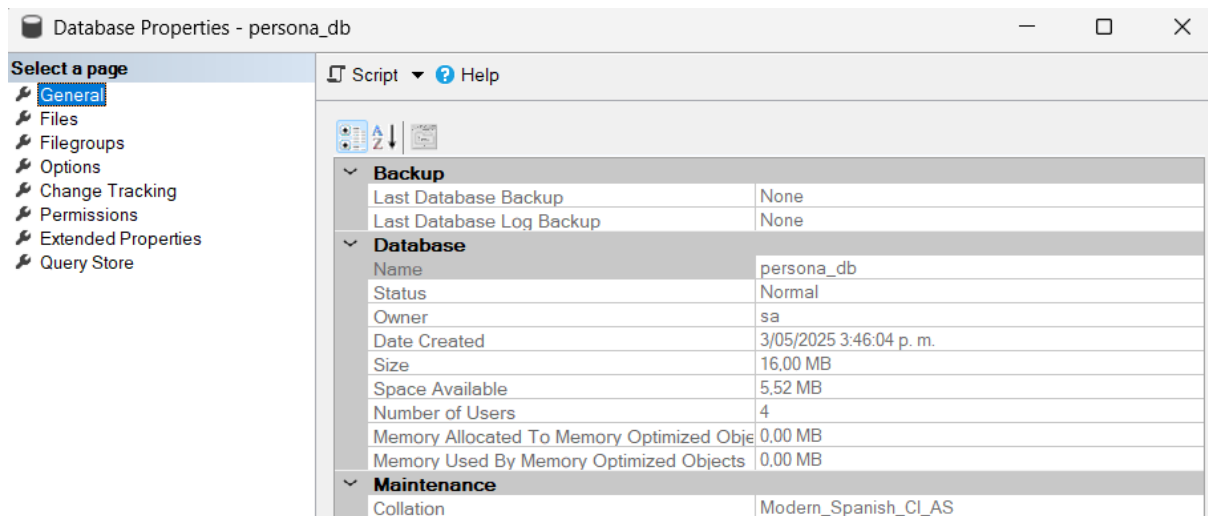 Database Properties - persona_db
Select a page
General
Files
Filegroups
Options
Change Tracking
Permissions
Extended Properties
Query Store
Script Help
Backup
Last Database Backup None
Last Database Log Backup None
Database
Name persona_db
Status Normal
Owner sa
Date Created 3/05/2025 3:46:04 p. m.
Size 16,00 MB
Space Available 5,52 MB
Number of Users 4
Memory Allocated To Memory Optimized Obje 0,00 MB
Memory Used By Memory Optimized Objects 0,00 MB
Maintenance
Collation Modern_Spanish_CI_AS